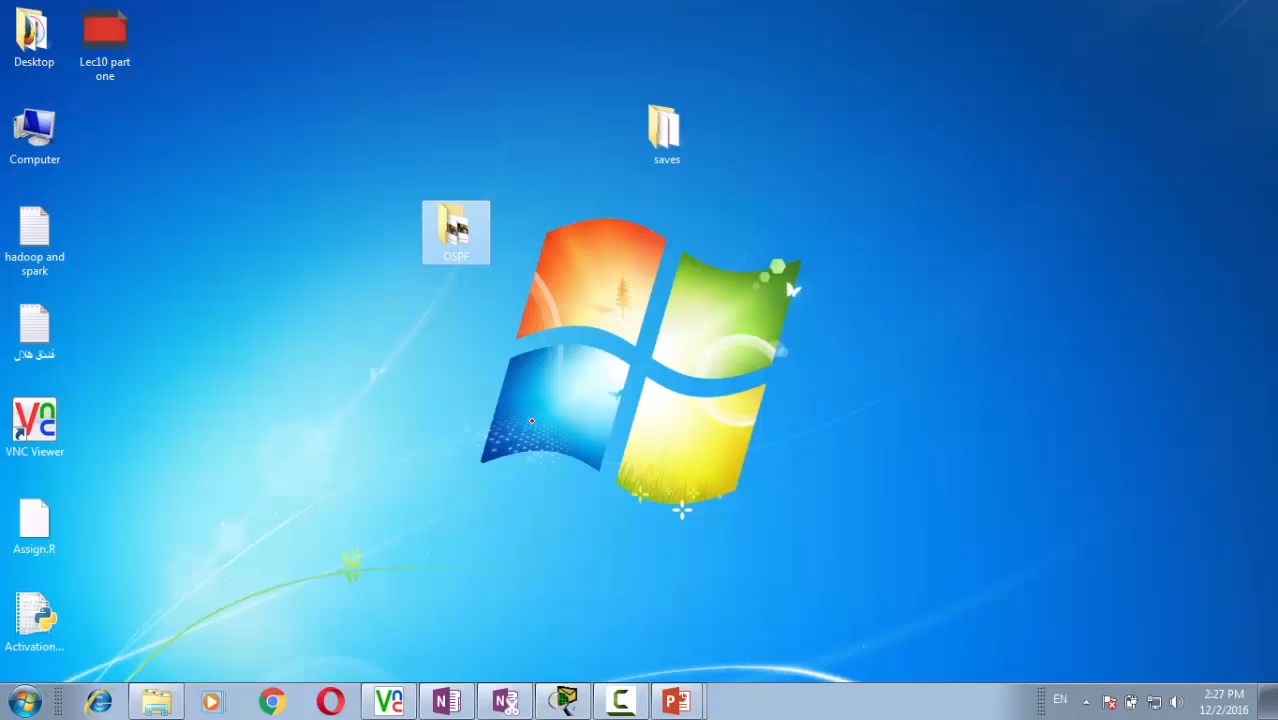 Desktop
Lec10 part
one
saves
Computer
OSPF
hadoop and
spark
فندق هلال
VNC Viewer
Assign.R
Activation...
EN
2:27 PM
12/2/2016